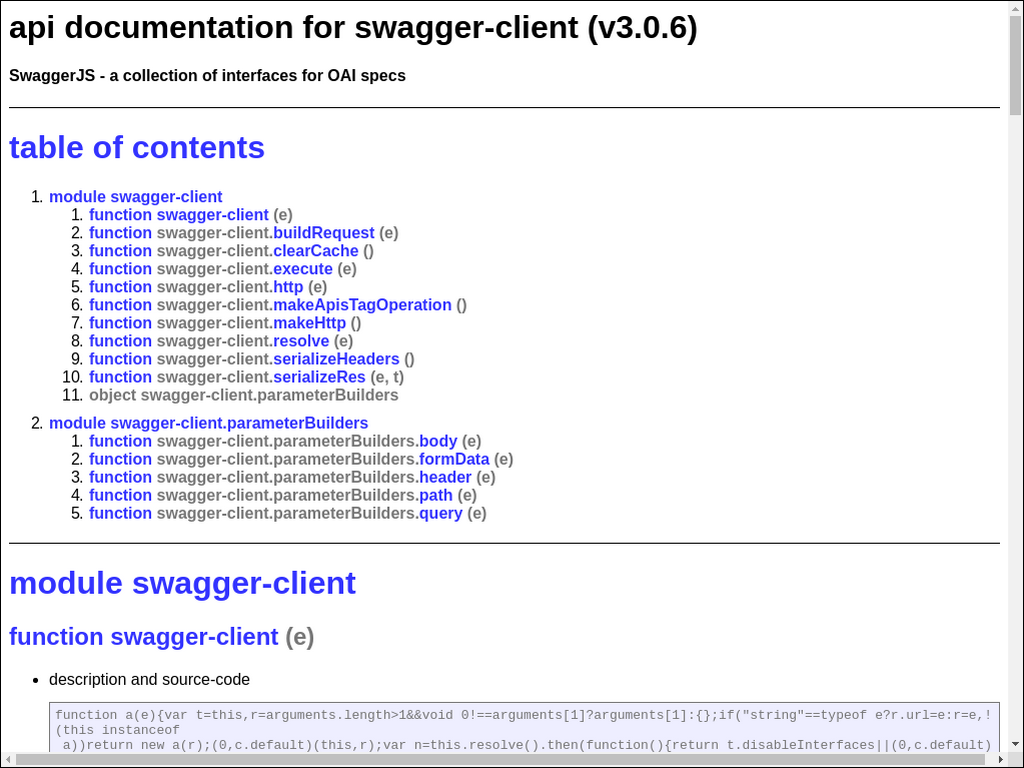 api documentation for swagger-client (v3.0.6)
SwaggerJS - a collection of interfaces for OAI specs
table of contents
1. module swagger-client
1. function swagger-client (e)
2. function swagger-client.buildRequest (e)
3. function swagger-client.clearCache ()
4. function swagger-client.execute (e)
5. function swagger-client.http (e)
6. function swagger-client.makeApisTagOperation ()
7. function swagger-client.makeHttp ()
8. function swagger-client.resolve (e)
9. function swagger-client.serializeHeaders ()
10. function swagger-client.serializeRes (e, t)
11. object swagger-client.parameterBuilders
2. module swagger-client.parameterBuilders
1. function swagger-client.parameterBuilders.body (e)
2. function swagger-client.parameterBuilders.formData (e)
3. function swagger-client.parameterBuilders.header (e)
4. function swagger-client.parameterBuilders.path (e)
5. function swagger-client.parameterBuilders.query (e)
module swagger-client
function swagger-client (e)
• description and source-code
function a(e){var t=this,r=arguments.length>1&&void 0!==arguments[1]?arguments[1]:{};if("string"==typeof e?r.url=e:r=e,!
(this instanceof
a))return new a(r);(0,c.default)(this,r);var n=this.resolve().then(function(){return t.disableInterfaces||(0,c.default)